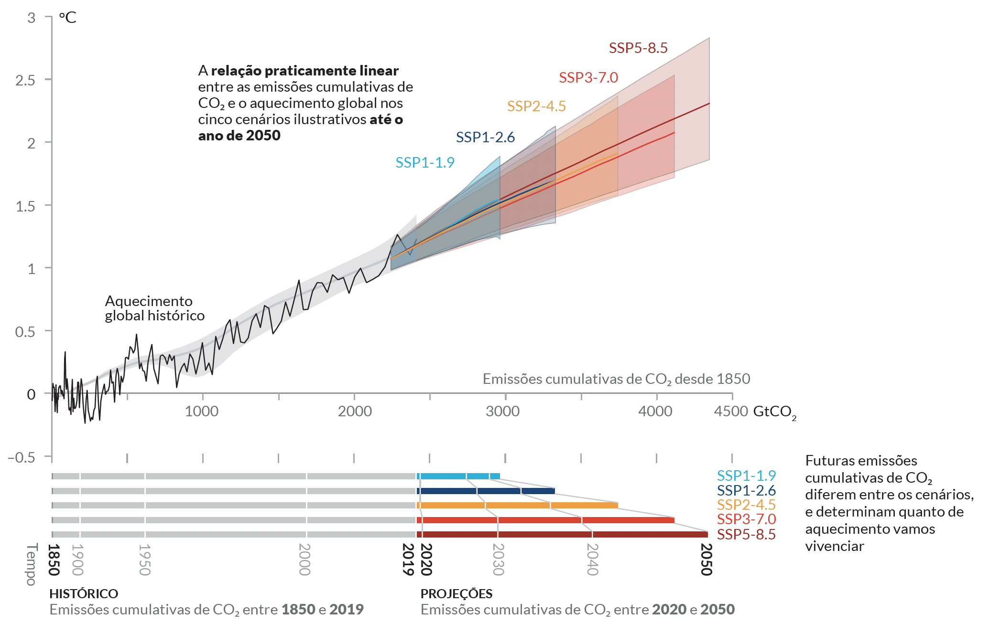 3 °C
2.5
2
1.5
1
0.5
0
–0.5
A relação praticamente linear
entre as emissões cumulativas de
CO₂ e o aquecimento global nos
cinco cenários ilustrativos até o
ano de 2050
SSP5-8.5
SSP3-7.0
SSP2-4.5
SSP1-2.6
SSP1-1.9
Aquecimento
global histórico
Emissões cumulativas de CO₂ desde 1850
1000 2000 3000 4000 4500 GtCO₂
SSP1-1.9
SSP1-2.6
SSP2-4.5
SSP3-7.0
SSP5-8.5
Futuras emissões
cumulativas de CO₂
diferem entre os cenários,
e determinam quanto de
aquecimento vamos
vivenciar
Tempo 1850 1900 1950 2000 2019 2020 2030 2040 2050
HISTÓRICO
Emissões cumulativas de CO₂ entre 1850 e 2019
PROJEÇÕES
Emissões cumulativas de CO₂ entre 2020 e 2050